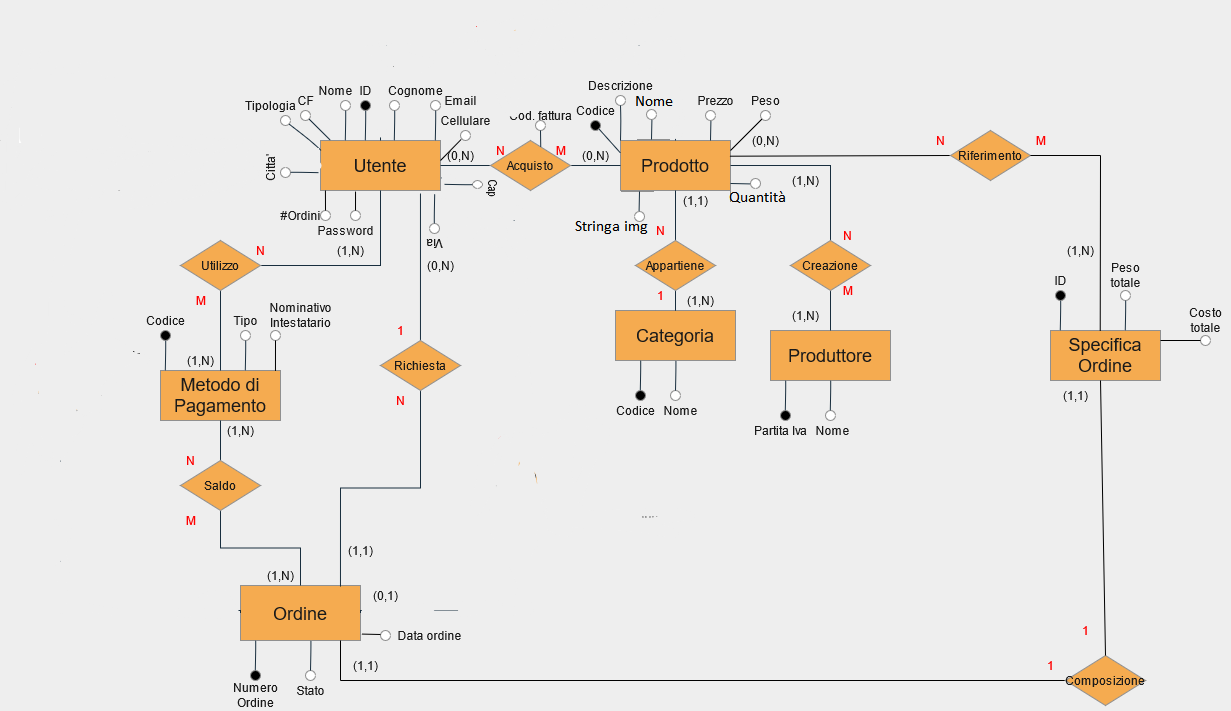 Descrizione
Nome ID Cognome
Tipologia CF Email
Codice Nome Prezzo Peso
Cellulare
Cod. fattura
(0,N)
N M
Utente (0,N) N Acquisto M (0,N) Prodotto
N Riferimento M
Citta'
Cap
(1,N)
Quantità
(1,1)
#Ordini
Password
Via
Stringa img
N
N
N
(1,N)
(0,N)
(1,N)
Utilizzo
Appartiene
Creazione
M
1
M
(1,N)
ID
Peso
totale
Codice
Tipo
Nominativo
Intestatario
(1,N)
Costo
totale
1
Categoria
Produttore
Specifica
Ordine
(1,N)
Richiesta
Metodo di
Pagamento
N
(1,1)
Codice Nome
Partita Iva Nome
(1,N)
N
Saldo
M
(1,1)
(1,N)
(0,1)
Ordine
Data ordine
1
(1,1)
1
Composizione
Numero
Ordine
Stato